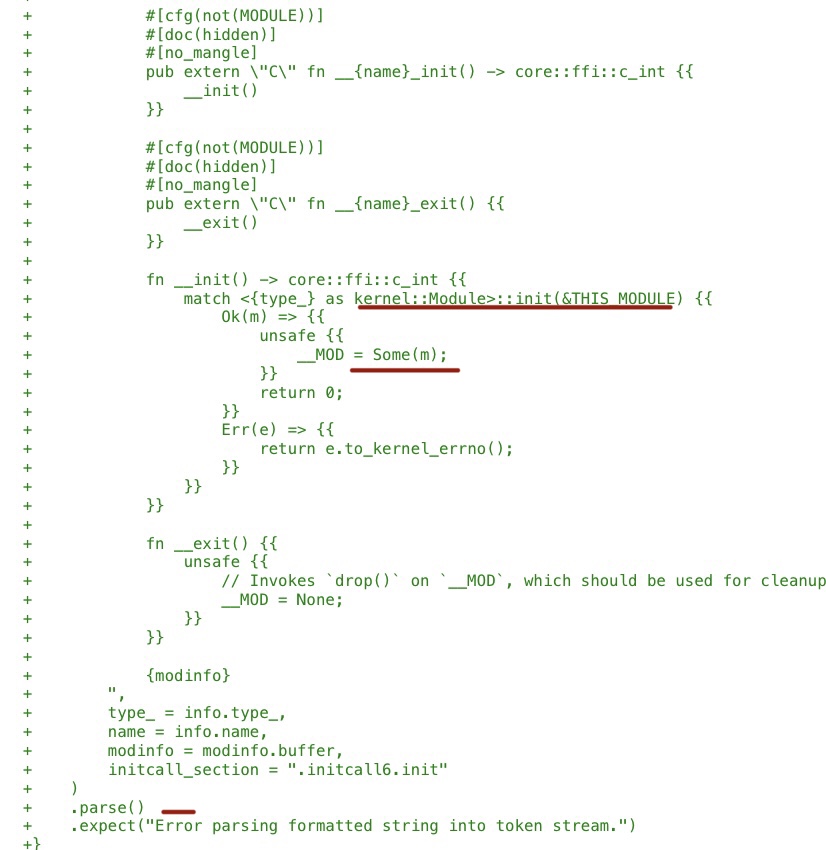 +            #[cfg(not(MODULE))]
+            #[doc(hidden)]
+            #[no_mangle]
+            pub extern \"C\" fn __{name}_init() -> core::ffi::c_int {{
+                __init()
+            }}
+
+            #[cfg(not(MODULE))]
+            #[doc(hidden)]
+            #[no_mangle]
+            pub extern \"C\" fn __{name}_exit() {{
+                __exit()
+            }}
+
+            fn __init() -> core::ffi::c_int {{
+                match <{type_} as kernel::Module>::init(&THIS_MODULE) {{
+                    Ok(m) => {{
+                        unsafe {{
+                            __MOD = Some(m);
+                        }}
+                        return 0;
+                    }}
+                    Err(e) => {{
+                        return e.to_kernel_errno();
+                    }}
+                }}
+            }}
+
+            fn __exit() {{
+                unsafe {{
+                    // Invokes `drop()` on `__MOD`, which should be used for cleanup
+                    __MOD = None;
+                }}
+            }}
+
+            {modinfo}
+        ",
+        type_ = info.type_,
+        name = info.name,
+        modinfo = modinfo.buffer,
+        initcall_section = ".initcall6.init"
+    )
+    .parse()
+    .expect("Error parsing formatted string into token stream.")
+}